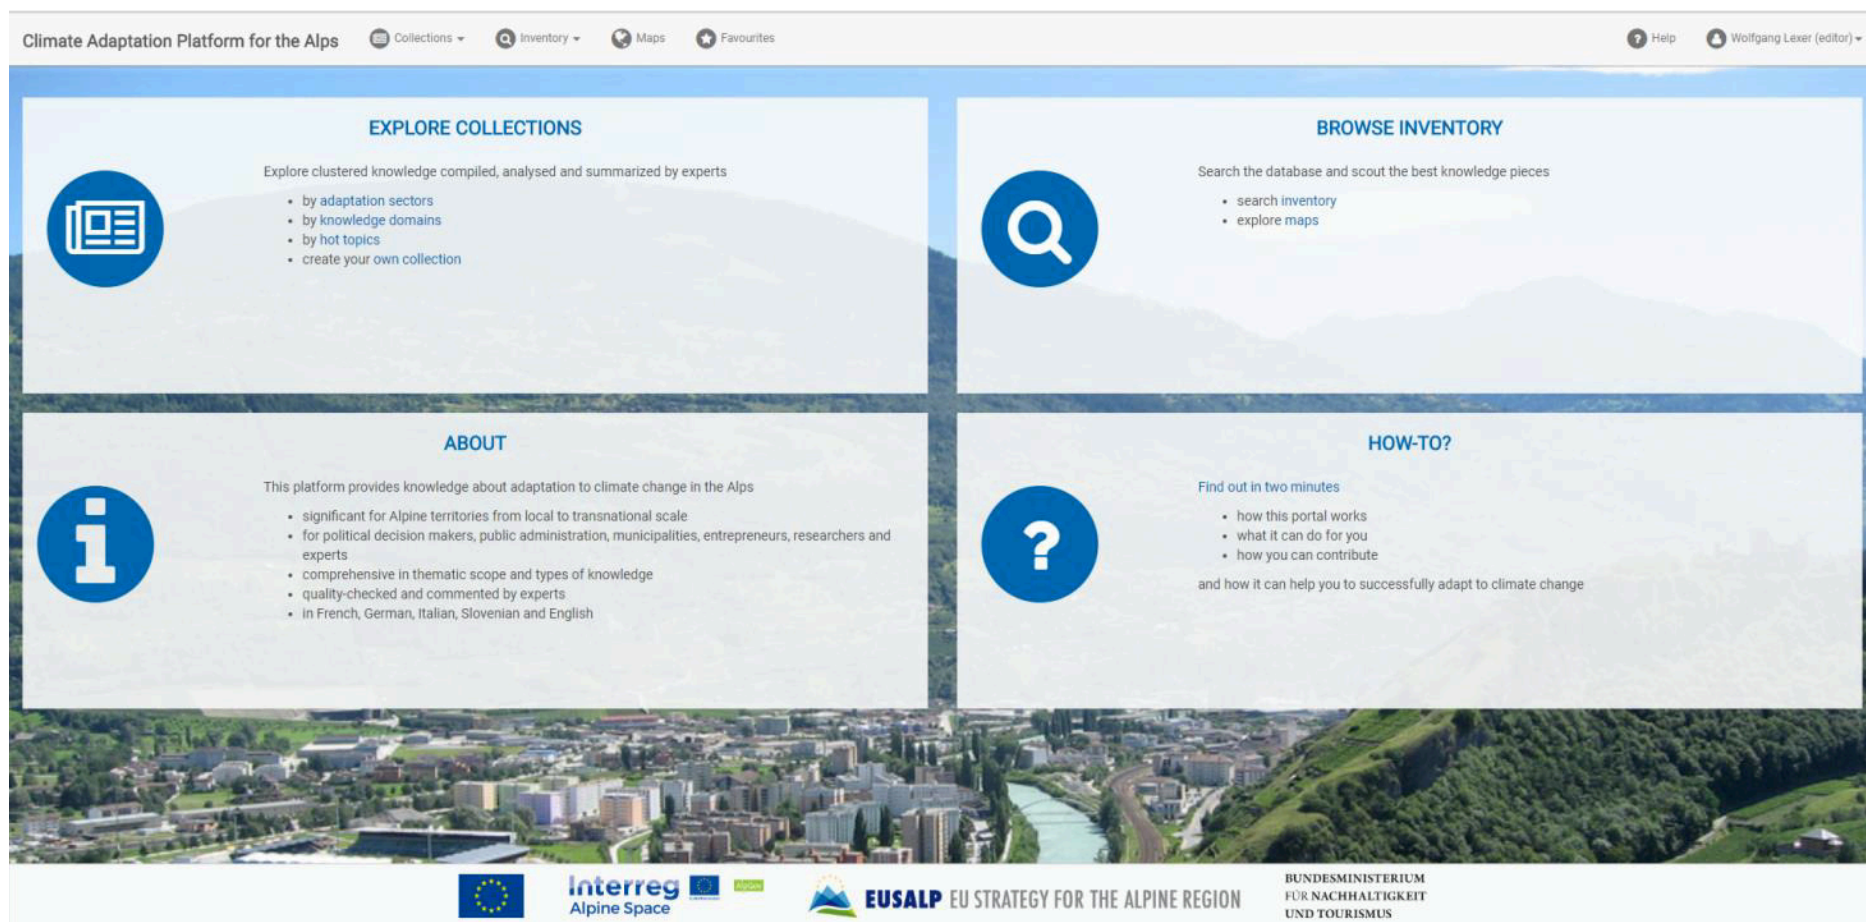 Climate Adaptation Platform for the Alps
Collections
Inventory
Maps
Favourites
Help
Wolfgang Lexer (editor)
EXPLORE COLLECTIONS
Explore clustered knowledge compiled, analysed and summarized by experts
• by adaptation sectors
• by knowledge domains
• by hot topics
• create your own collection
BROWSE INVENTORY
Search the database and scout the best knowledge pieces
• search inventory
• explore maps
ABOUT
This platform provides knowledge about adaptation to climate change in the Alps
• significant for Alpine territories from local to transnational scale
• for political decision makers, public administration, municipalities, entrepreneurs, researchers and
experts
• comprehensive in thematic scope and types of knowledge
• quality-checked and commented by experts
• in French, German, Italian, Slovenian and English
HOW-TO?
Find out in two minutes
• how this portal works
• what it can do for you
• how you can contribute
and how it can help you to successfully adapt to climate change
Interreg
Alpine Space
EUSALP EU STRATEGY FOR THE ALPINE REGION
BUNDESMINISTERIUM
FÜR NACHHALTIGKEIT
UND TOURISMUS